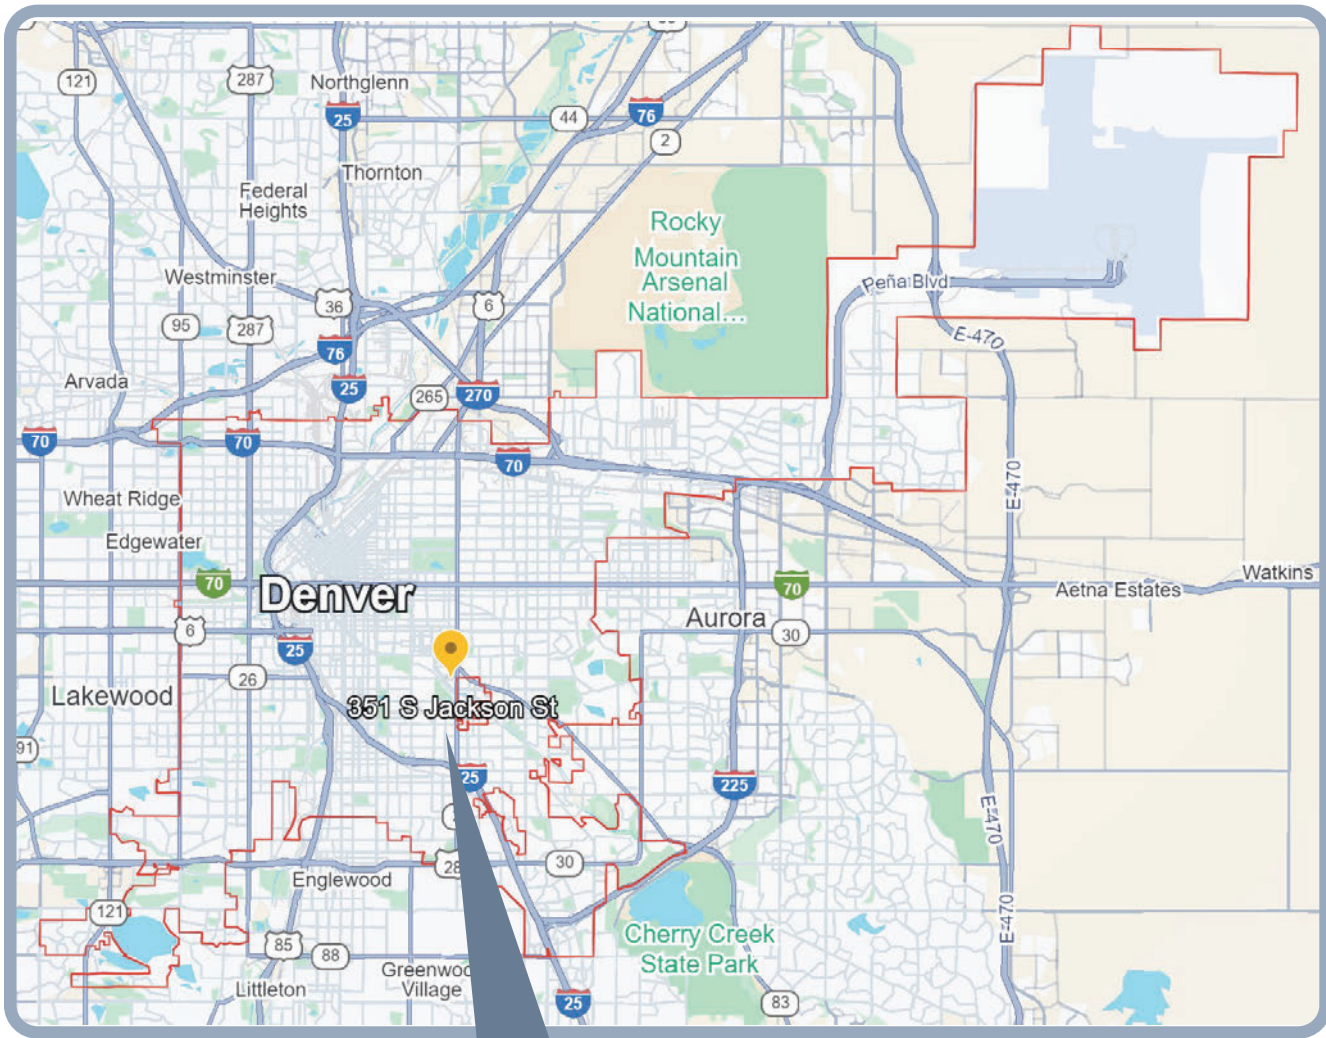 121
287
Northglenn
25
44
76
2
Thornton
Federal
Heights
Rocky
Mountain
Arsenal
National...
Westminster
36
6
Peña Blvd
95
287
E-470
76
Arvada
25
265
270
70
70
70
Wheat Ridge
E-470
Edgewater
70
Denver
70
Watkins
Aetna Estates
6
Aurora
30
25
26
Lakewood
351 S Jackson St
91
25
225
E-470
28
30
Englewood
121
E-470
85
88
Cherry Creek
State Park
Greenwoo
Village
Littleton
25
83